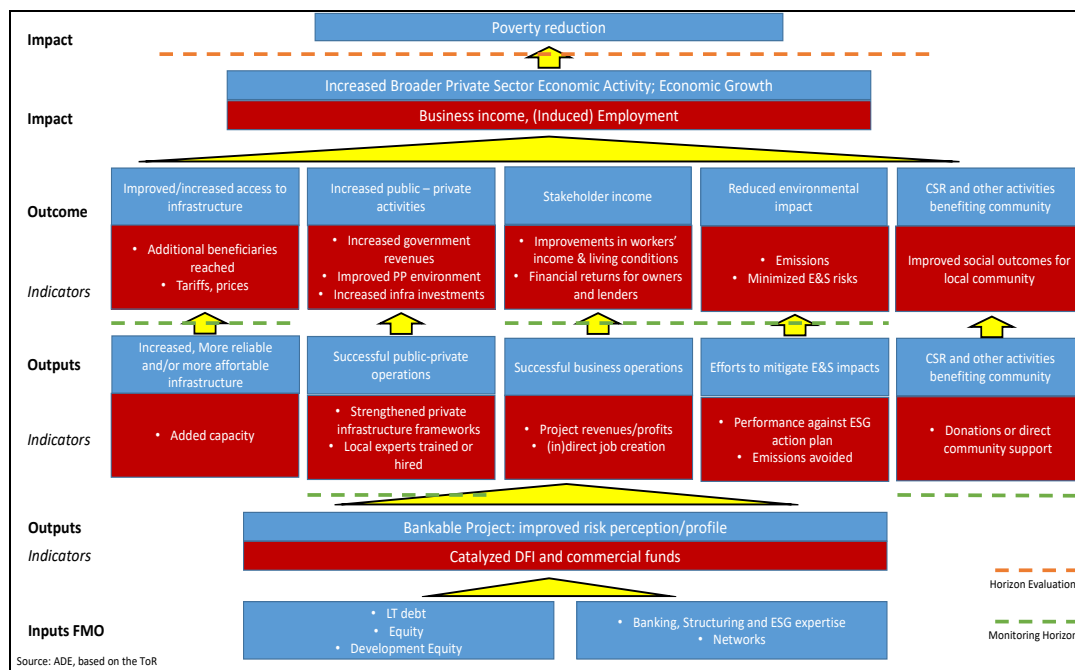 Impact
Poverty reduction
Increased Broader Private Sector Economic Activity; Economic Growth
Impact
Business income, (Induced) Employment
Outcome
Improved/increased access to
infrastructure
Increased public – private
activities
Stakeholder income
Reduced environmental
impact
CSR and other activities
benefiting community
Indicators
• Additional beneficiaries
reached
• Tariffs, prices
• Increased government
revenues
• Improved PP environment
• Increased infra investments
• Improvements in workers'
income & living conditions
• Financial returns for owners
and lenders
• Emissions
• Minimized E&S risks
Improved social outcomes for
local community
Outputs
Increased, More reliable
and/or more affortable
infrastructure
Successful public-private
operations
Successful business operations
Efforts to mitigate E&S impacts
CSR and other activities
benefiting community
Indicators
• Added capacity
• Strengthened private
infrastructure frameworks
• Local experts trained or
hired
• Project revenues/profits
• (in)direct job creation
• Performance against ESG
action plan
• Emissions avoided
• Donations or direct
community support
Outputs
Bankable Project: improved risk perception/profile
Indicators
Catalyzed DFI and commercial funds
Horizon Evaluation
Inputs FMO
• LT debt
• Equity
• Development Equity
• Banking, Structuring and ESG expertise
• Networks
Monitoring Horizon
Source: ADE, based on the ToR